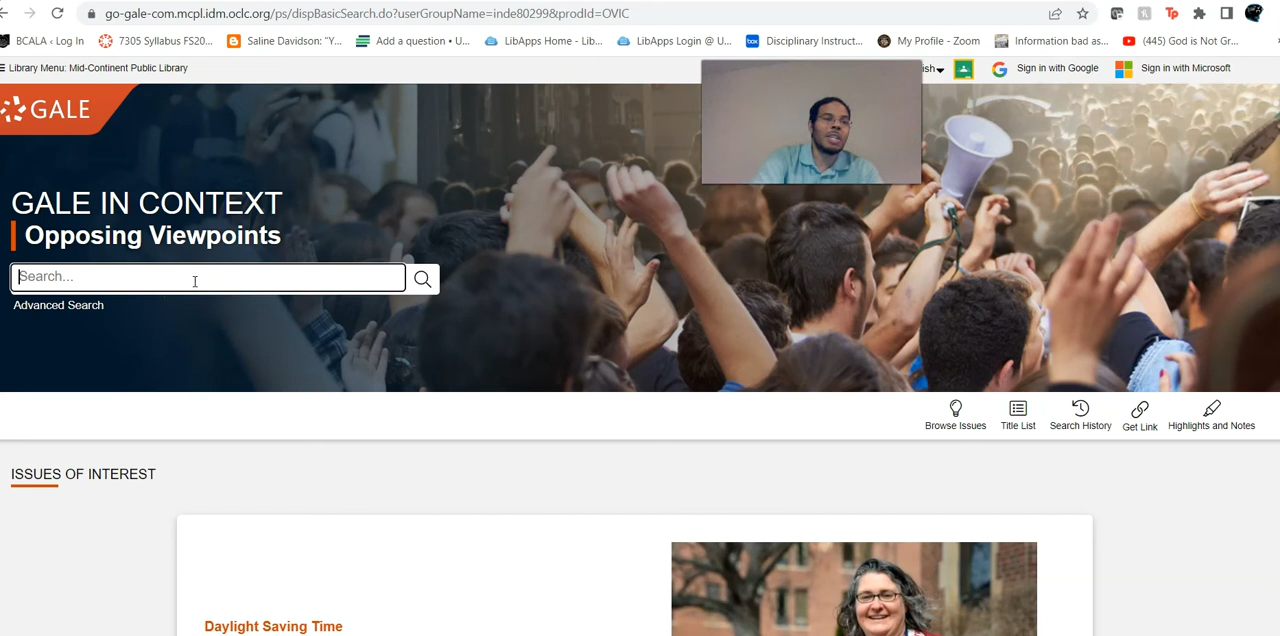 go-gale-com.mcpl.idm.oclc.org/ps/dispBasicSearch.do?userGroupName=inde80299&prodId=OVIC
BCALA ‹ Log In 7305 Syllabus FS20... Saline Davidson: "Y... Add a question • U... LibApps Home - Lib... LibApps Login @ U... box Disciplinary Instruct... My Profile - Zoom Information bad as... (445) God is Not Gr...
Library Menu: Mid-Continent Public Library
Sign in with Google Sign in with Microsoft
GALE
GALE IN CONTEXT
Opposing Viewpoints
Search...
Advanced Search
Browse Issues Title List Search History Get Link Highlights and Notes
ISSUES OF INTEREST
Daylight Saving Time